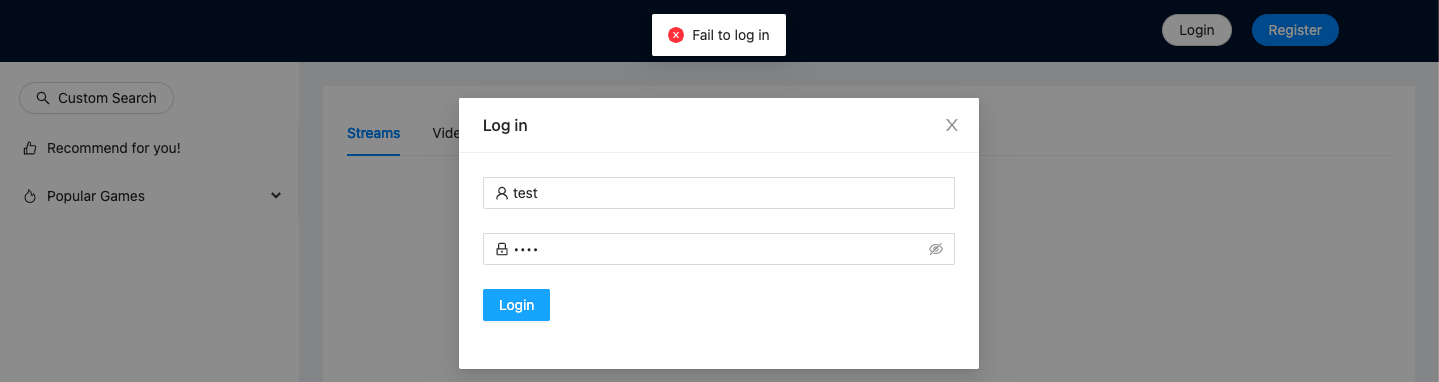 Fail to log in
Login
Register
Custom Search
Recommend for you!
Popular Games
Streams
Vide
Log in
test
••••
Login